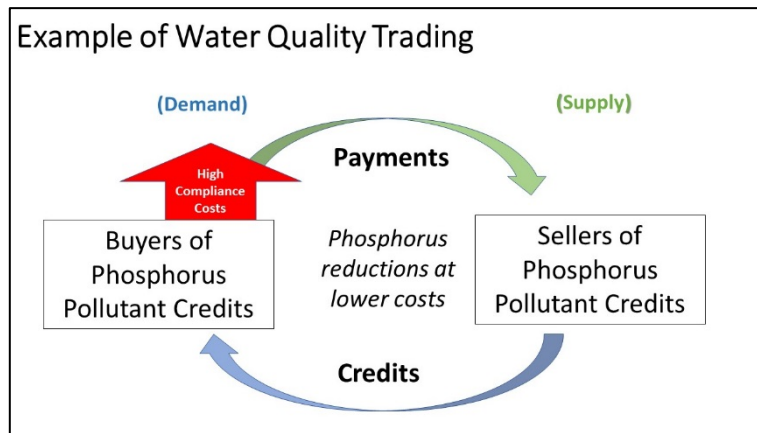 Example of Water Quality Trading
(Demand)
(Supply)
High
Compliance
Costs
Payments
Buyers of
Phosphorus
Pollutant Credits
Phosphorus
reductions at
lower costs
Sellers of
Phosphorus
Pollutant Credits
Credits